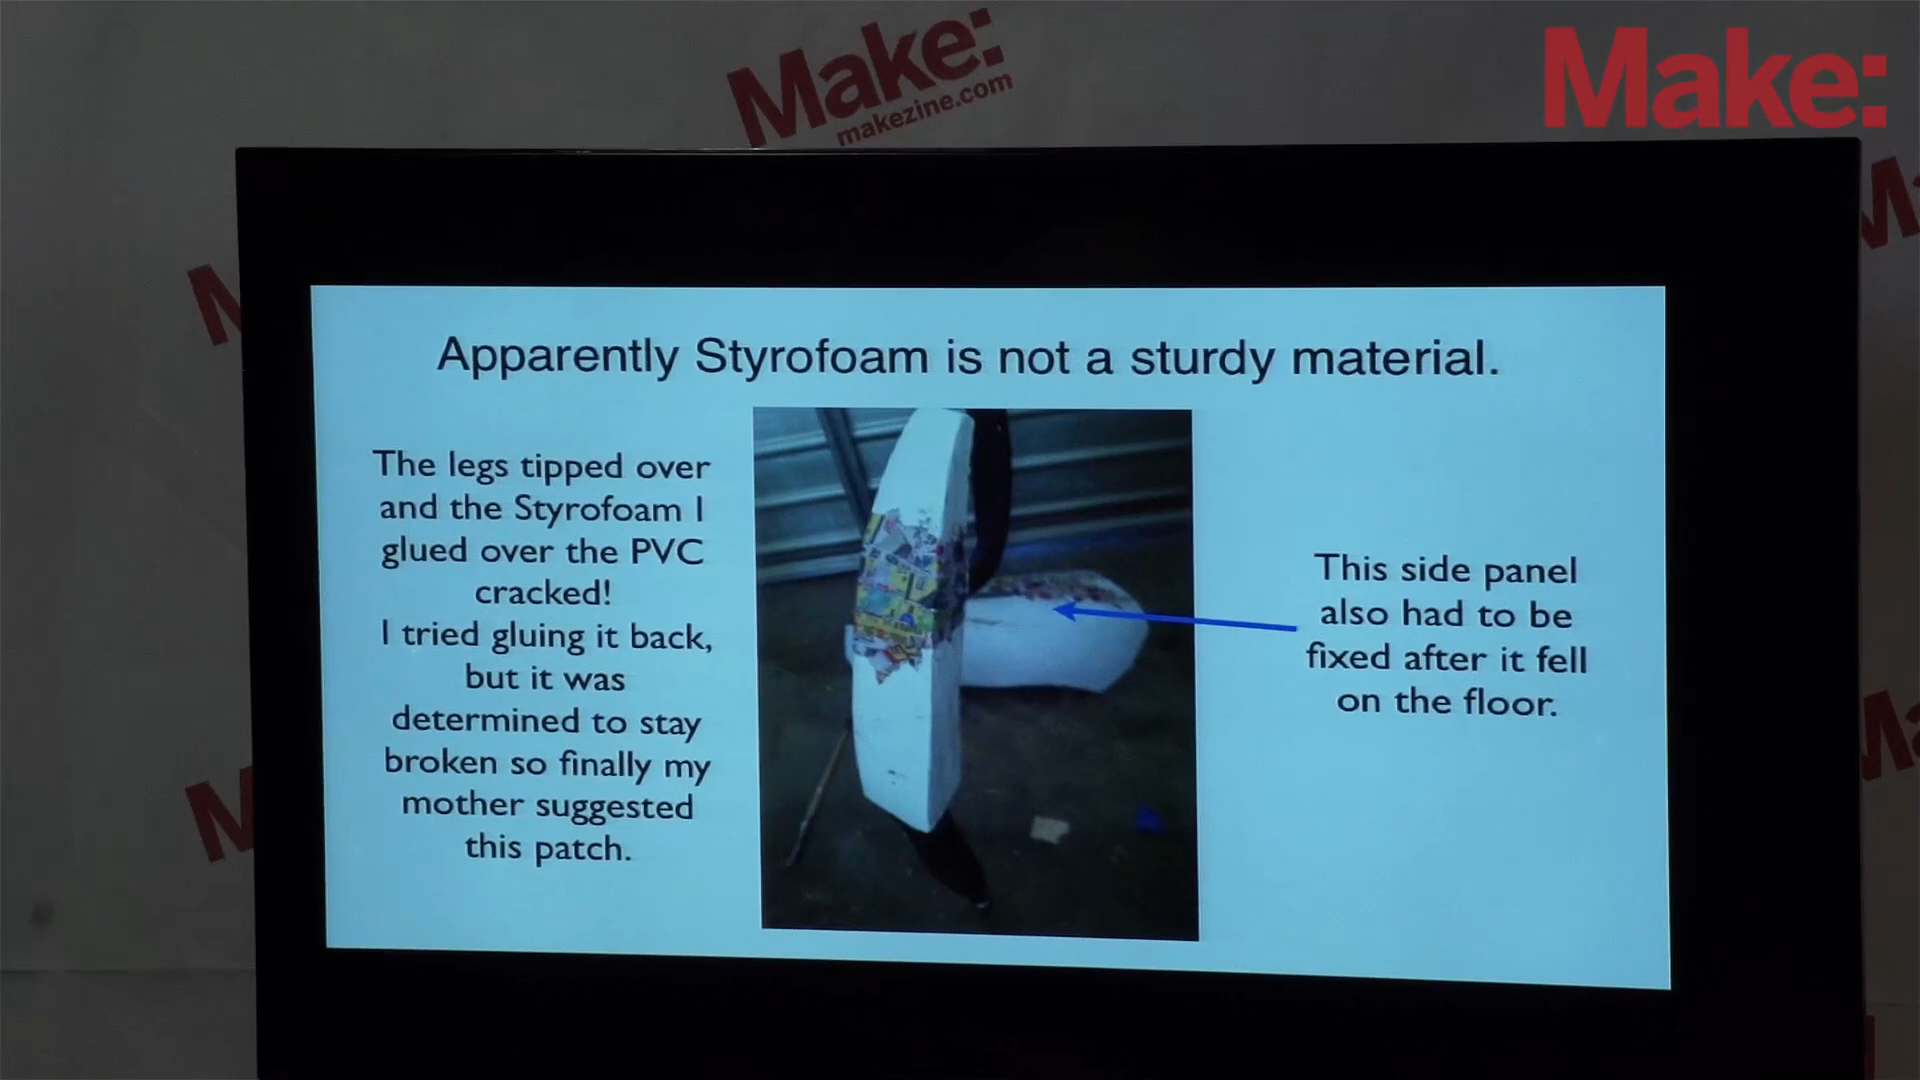 Make:
makezine.com
Make:
Apparently Styrofoam is not a sturdy material.
The legs tipped over
and the Styrofoam I
glued over the PVC
cracked!
I tried gluing it back,
but it was
determined to stay
broken so finally my
mother suggested
this patch.
This side panel
also had to be
fixed after it fell
on the floor.